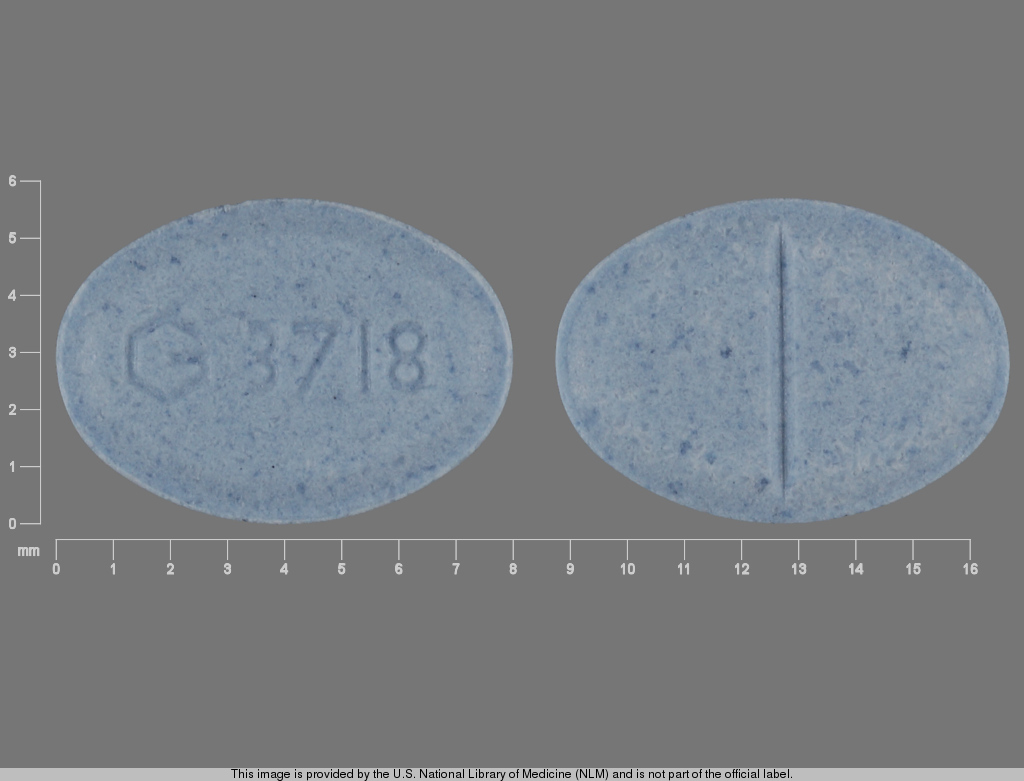 6
5
4
3
2
1
0
G 3718
mm
0 1 2 3 4 5 6 7 8 9 10 11 12 13 14 15 16
This image is provided by the U.S. National Library of Medicine (NLM) and is not part of the official label.